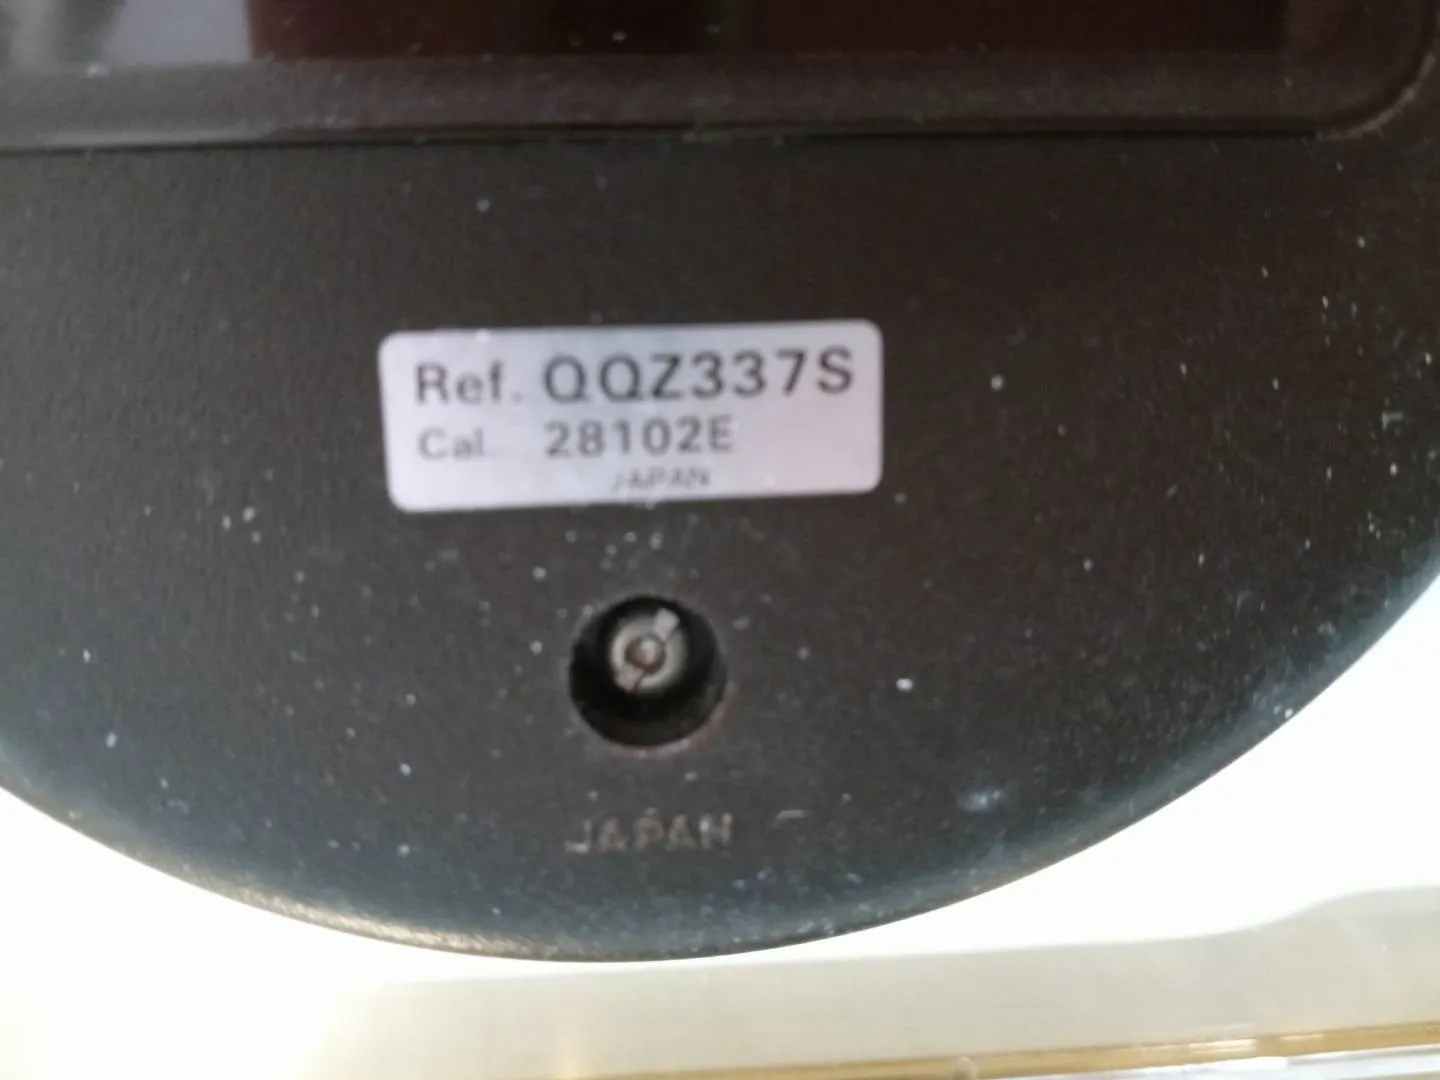 Ref. QQZ337S
Cal. 28102E
JAPAN
JAPAN